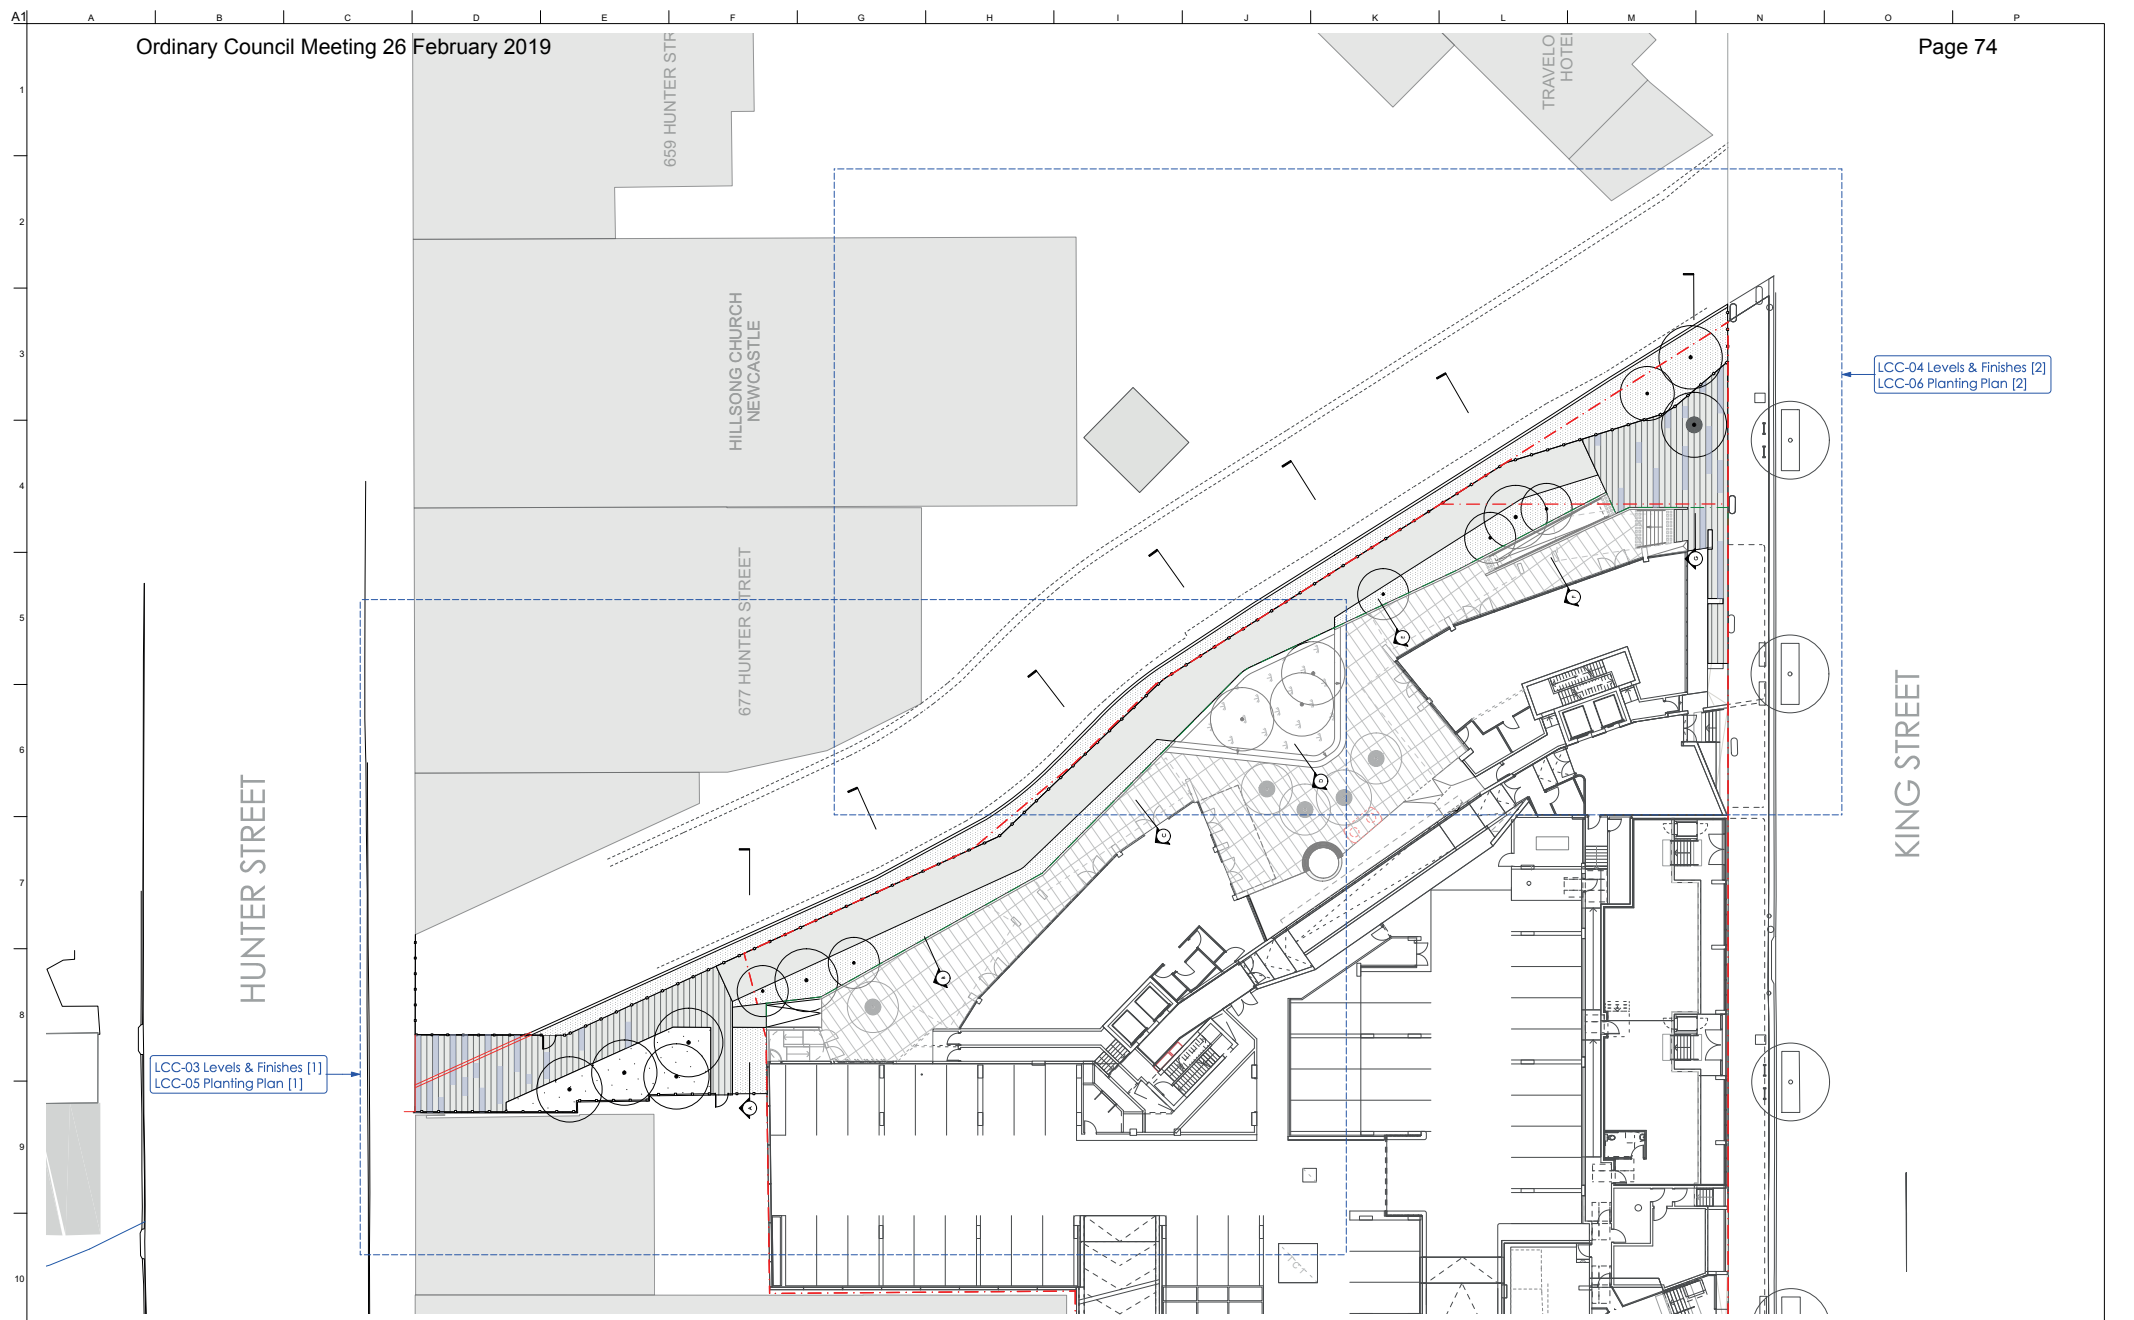 A1
A B C D E F G H I J K L M N O P
Ordinary Council Meeting 26 February 2019
Page 74
1
2
3
4
5
6
7
8
9
10
659 HUNTER STR
TRAVELO
HOTEL
HILLSONG CHURCH
NEWCASTLE
677 HUNTER STREET
HUNTER STREET
KING STREET
LCC-04 Levels & Finishes [2]
LCC-06 Planting Plan [2]
LCC-03 Levels & Finishes [1]
LCC-05 Planting Plan [1]
G
F
E
D
C
A